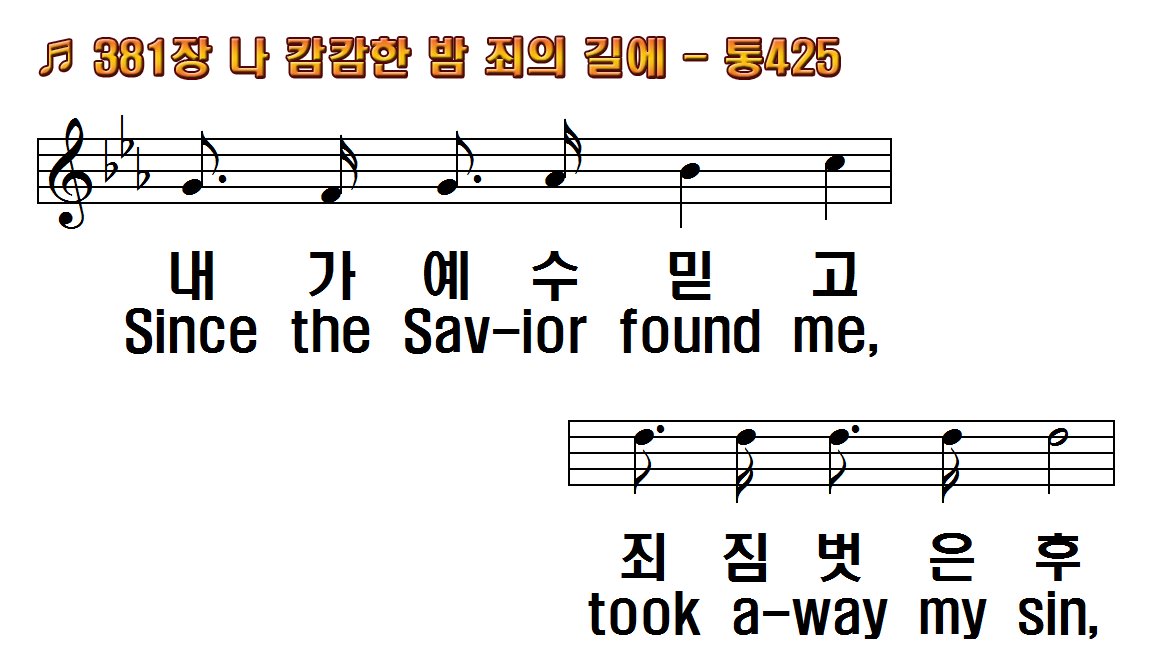 ♬ 381장 나 캄캄한 밤 죄의 길에 - 통425
내 가 예 수 믿 고
Since the Sav-ior found me,
죄 짐 벗 은 후
took a-way my sin,